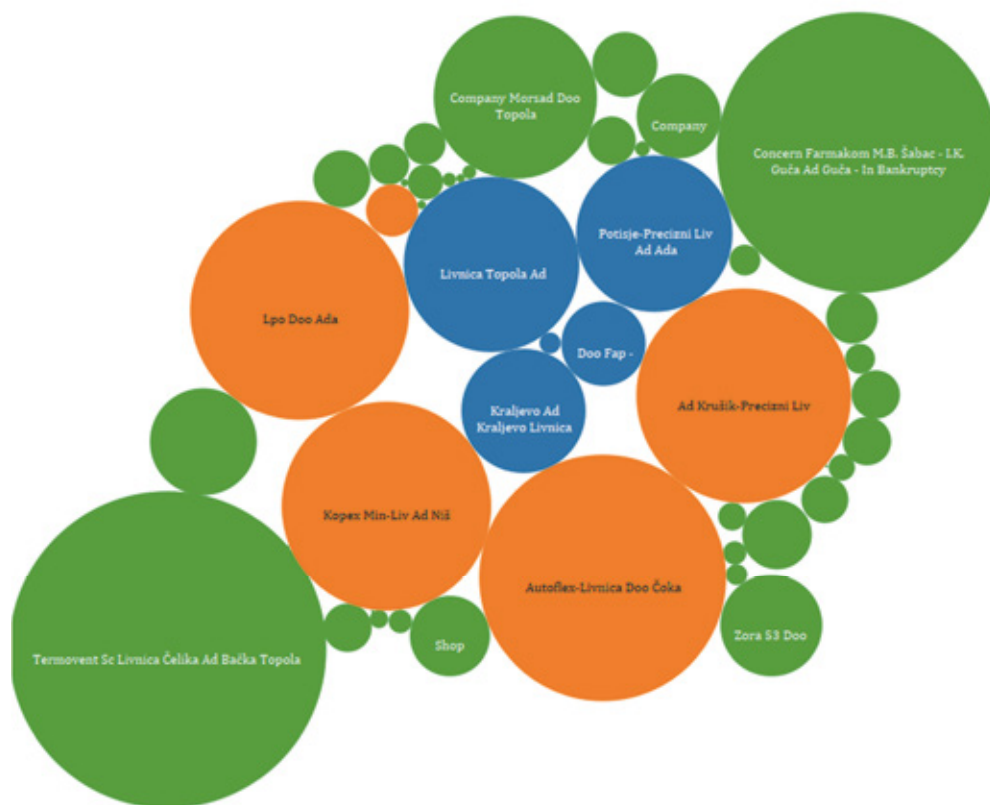 Company Morsad Doo
Topola
Company
Concern Farmakom M.B. Šabac - I.K.
Guča Ad Guča - In Bankruptcy
Potisje-Precizni Liv
Ad Ada
Livnica Topola Ad
Lpo Doo Ada
Doo Fap -
Kraljevo Ad
Kraljevo Livnica
Ad Krušik-Precizni Liv
Kopex Min-Liv Ad Niš
Autoflex-Livnica Doo Čoka
Zora 53 Doo
Shop
Termovent Sc Livnica Čelika Ad Bačka Topola